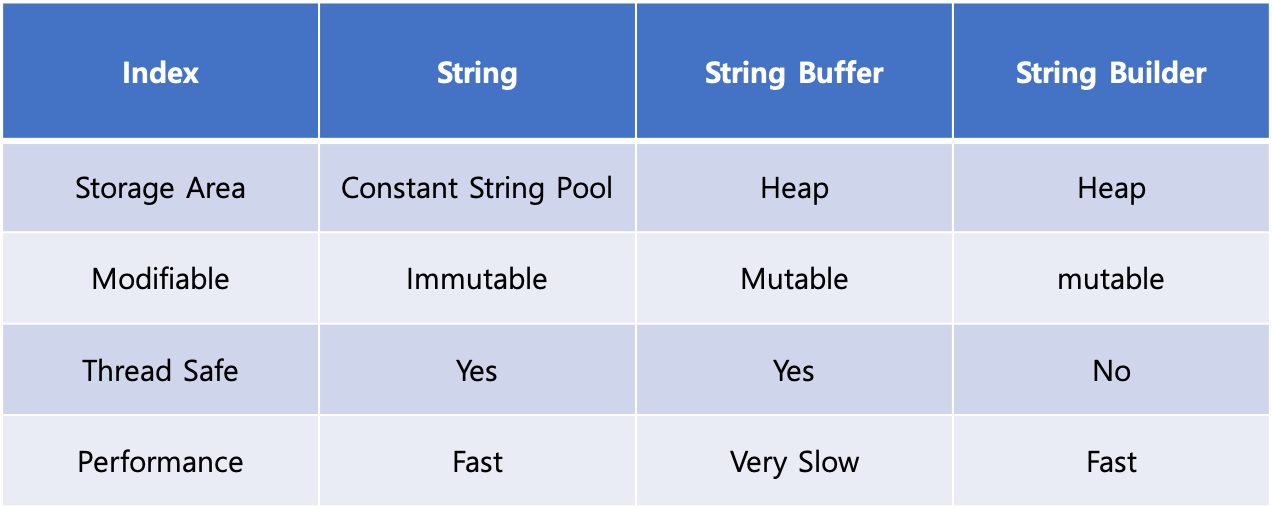 Index String String Buffer String Builder
Storage Area Constant String Pool Heap Heap
Modifiable Immutable Mutable mutable
Thread Safe Yes Yes No
Performance Fast Very Slow Fast